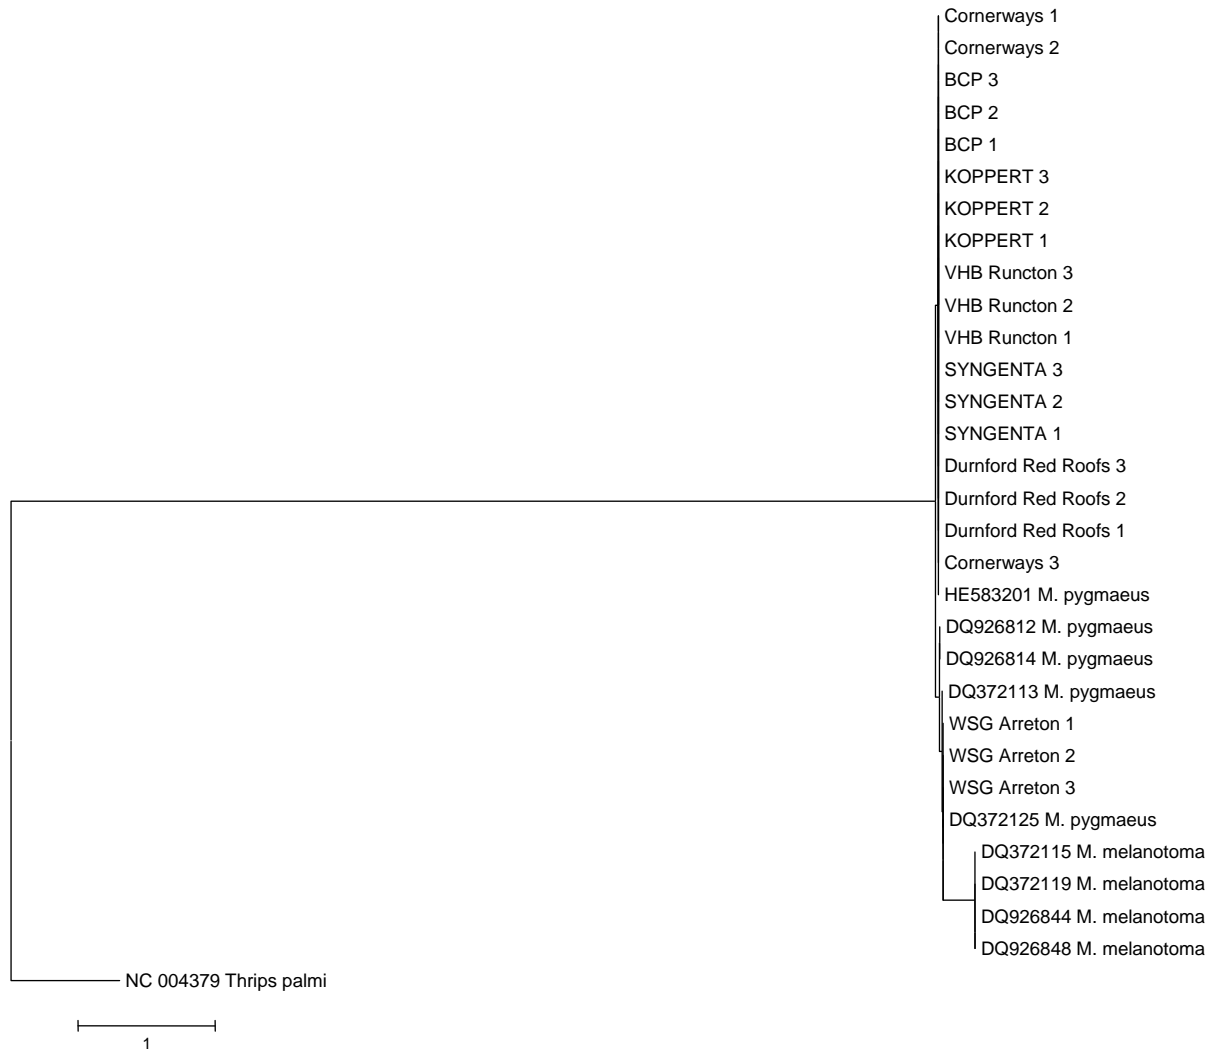 Cornerways 1
Cornerways 2
BCP 3
BCP 2
BCP 1
KOPPERT 3
KOPPERT 2
KOPPERT 1
VHB Runcton 3
VHB Runcton 2
VHB Runcton 1
SYNGENTA 3
SYNGENTA 2
SYNGENTA 1
Durnford Red Roofs 3
Durnford Red Roofs 2
Durnford Red Roofs 1
Cornerways 3
HE583201 M. pygmaeus
DQ926812 M. pygmaeus
DQ926814 M. pygmaeus
DQ372113 M. pygmaeus
WSG Arreton 1
WSG Arreton 2
WSG Arreton 3
DQ372125 M. pygmaeus
DQ372115 M. melanotoma
DQ372119 M. melanotoma
DQ926844 M. melanotoma
DQ926848 M. melanotoma
NC 004379 Thrips palmi
1